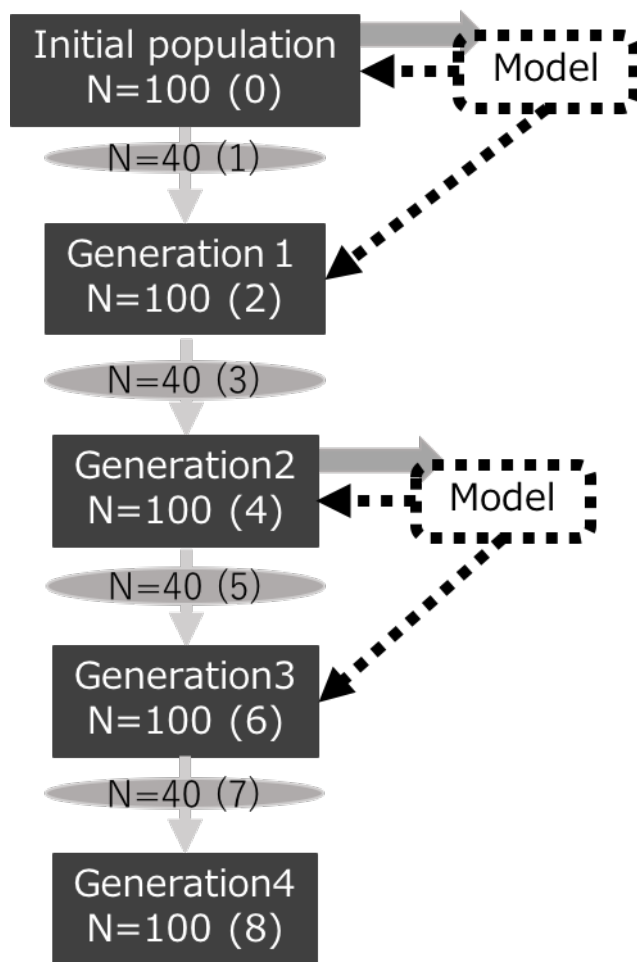 Initial population
N=100 (0)
Model
N=40 (1)
Generation 1
N=100 (2)
N=40 (3)
Generation2
N=100 (4)
Model
N=40 (5)
Generation3
N=100 (6)
N=40 (7)
Generation4
N=100 (8)